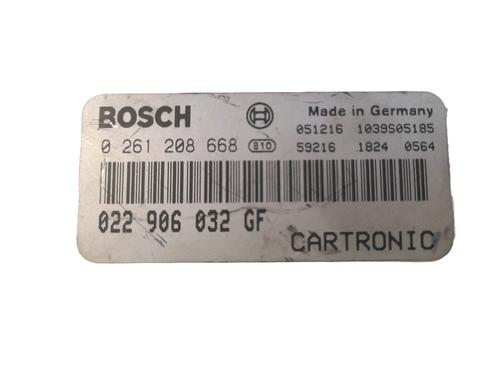 BOSCH Made in Germany
051216 1039S05185
0 261 208 668 810 59216 1824 0564
022 906 032 GF
CARTRONIC